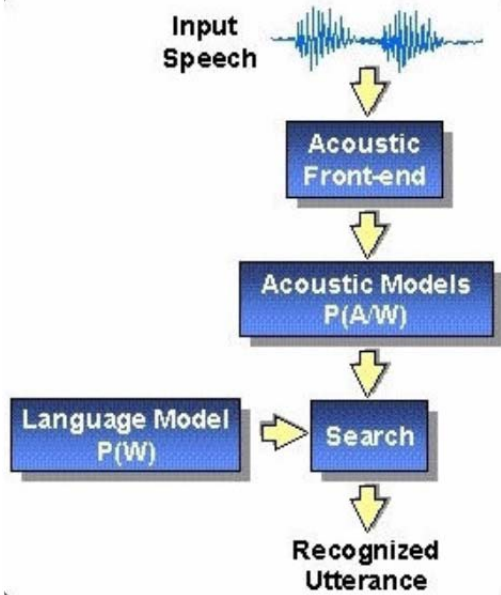 Input
Speech
Acoustic
Front-end
Acoustic Models
P(A/W)
Language Model
P(W)
Search
Recognized
Utterance